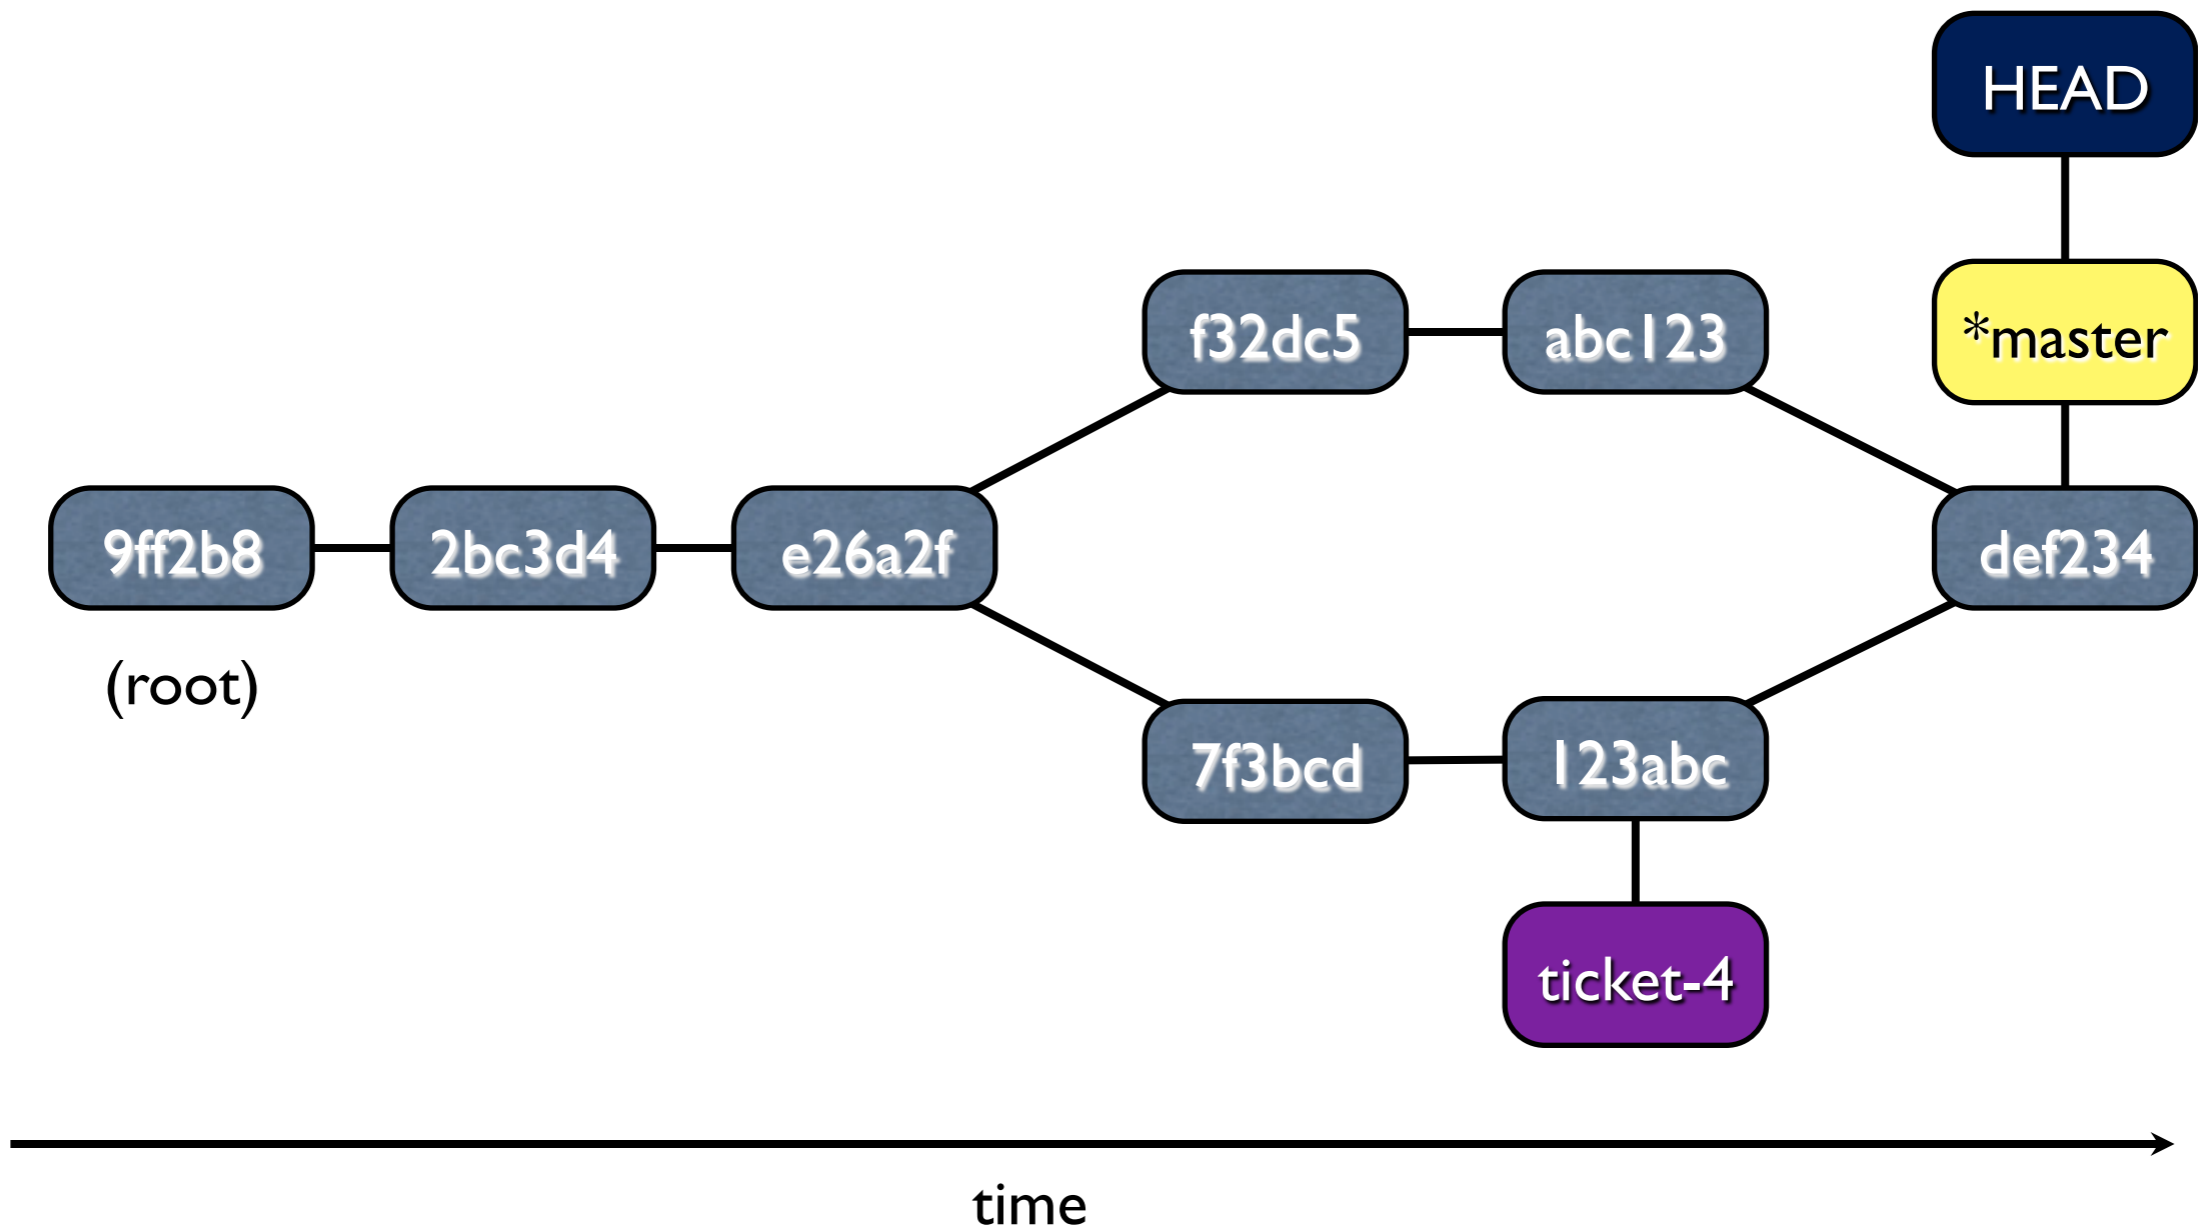 HEAD
*master
f32dc5
abc123
9ff2b8
2bc3d4
e26a2f
def234
(root)
7f3bcd
123abc
ticket-4
time